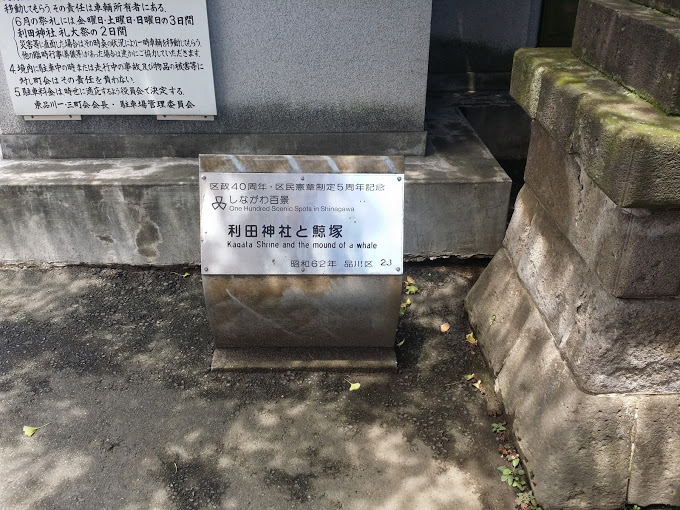 移動してもらう。その責任は車輛所有者にある。
6月の祭礼には金曜日・土曜日・日曜日の3日間
利田神社 礼大祭の2日間
4. 境内に駐車中の時または走行中の事故及び物品の被害等に
対し町会はその責任を負わない。
5. 駐車料金は時世に適応するよう役員会で決定する。
東品川一・三町会会長・駐車場管理委員会
区政40周年・区民憲章制定5周年記念
しながわ百景
One Hundred Scenic Spots in Shinagawa
利田神社と鯨塚
Kagata Shrine and the mound of a whale
昭和62年 品川区 23